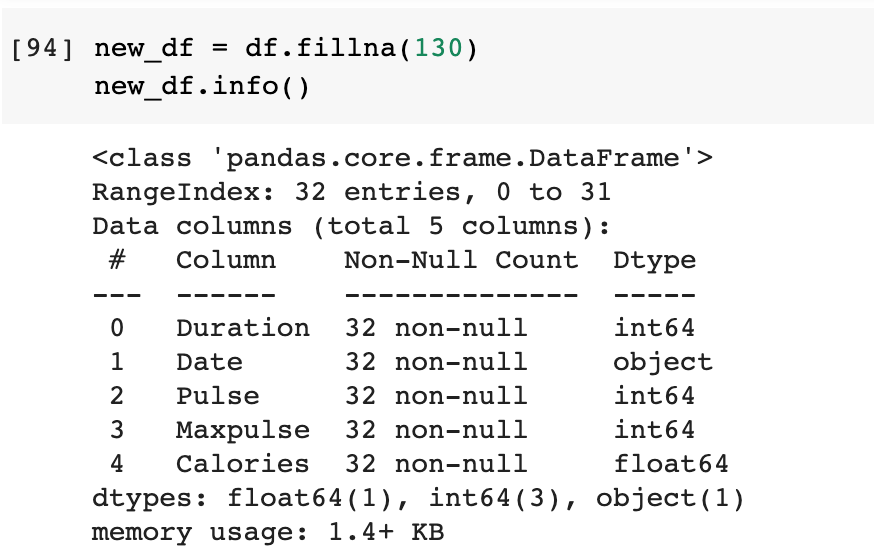 [94] new_df = df.fillna(130)
new_df.info()
<class 'pandas.core.frame.DataFrame'>
RangeIndex: 32 entries, 0 to 31
Data columns (total 5 columns):
 #   Column    Non-Null Count  Dtype
---  ------    --------------  -----
 0   Duration  32 non-null     int64
 1   Date      32 non-null     object
 2   Pulse     32 non-null     int64
 3   Maxpulse  32 non-null     int64
 4   Calories  32 non-null     float64
dtypes: float64(1), int64(3), object(1)
memory usage: 1.4+ KB